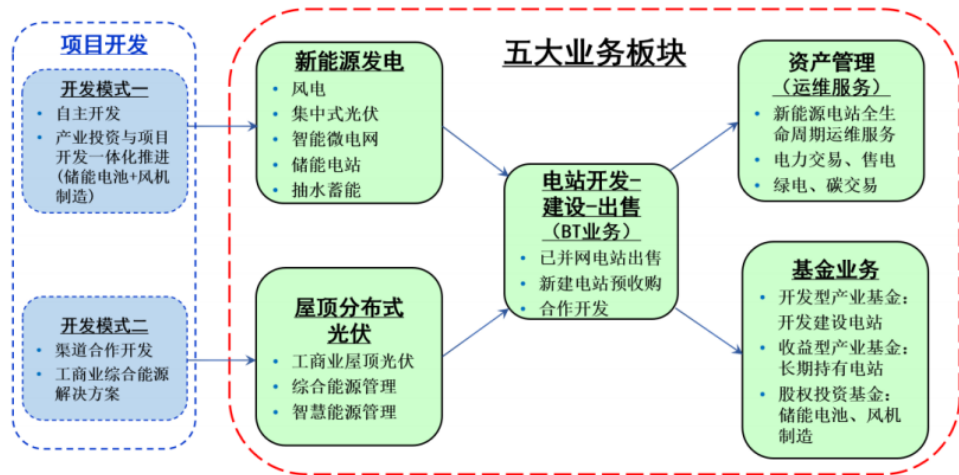 项目开发
开发模式一
• 自主开发
• 产业投资与项目
开发一体化推进
(储能电池+风机
制造)
开发模式二
• 渠道合作开发
• 工商业综合能源
解决方案
五大业务板块
新能源发电
• 风电
• 集中式光伏
• 智能微电网
• 储能电站
• 抽水蓄能
屋顶分布式
光伏
• 工商业屋顶光伏
• 综合能源管理
• 智慧能源管理
电站开发-
建设-出售
（BT业务）
• 已并网电站出售
• 新建电站预收购
• 合作开发
资产管理
（运维服务）
• 新能源电站全生
命周期运维服务
• 电力交易、售电
• 绿电、碳交易
基金业务
• 开发型产业基金：
开发建设电站
• 收益型产业基金：
长期持有电站
• 股权投资基金：
储能电池、风机
制造